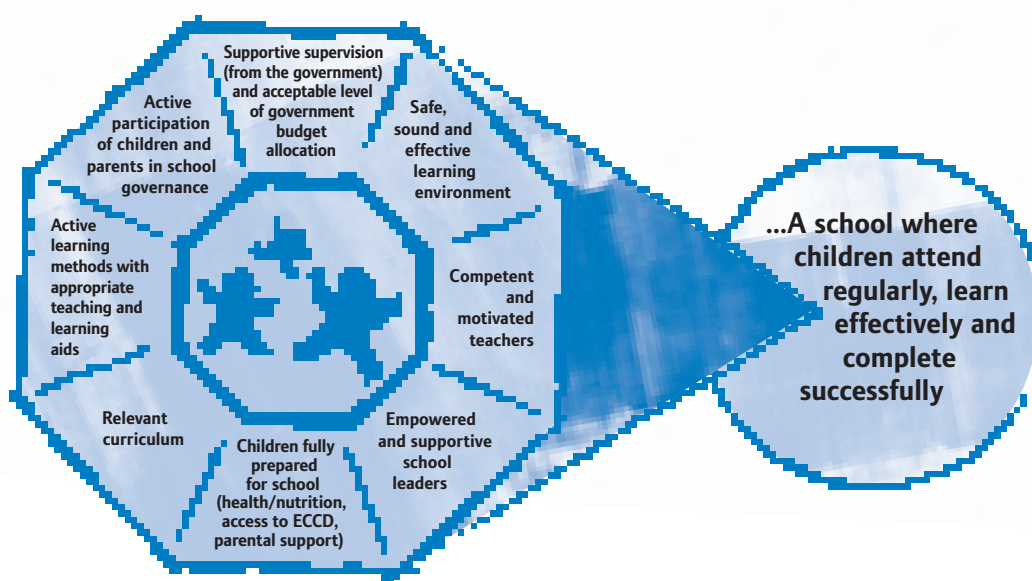 Supportive supervision
(from the government)
and acceptable level
of government
budget
allocation
Safe,
sound and
effective
learning
environment
Competent
and
motivated
teachers
Empowered
and supportive
school
leaders
Children fully
prepared
for school
(health/nutrition,
access to ECCD,
parental support)
Relevant
curriculum
Active
learning
methods with
appropriate
teaching and
learning
aids
Active
participation
of children and
parents in school
governance
...A school where
children attend
regularly, learn
effectively and
complete
successfully